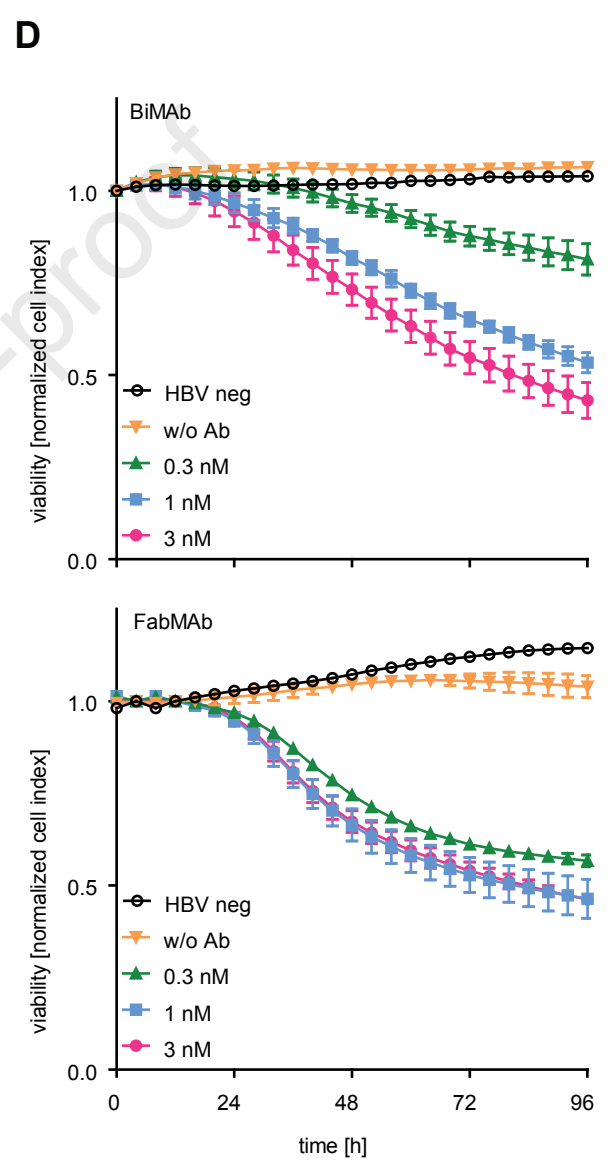 D
BiMAb
1.0
0.5
0.0
viability [normalized cell index]
HBV neg
w/o Ab
0.3 nM
1 nM
3 nM
-proof
FabMAb
1.0
0.5
0.0
viability [normalized cell index]
HBV neg
w/o Ab
0.3 nM
1 nM
3 nM
0 24 48 72 96
time [h]